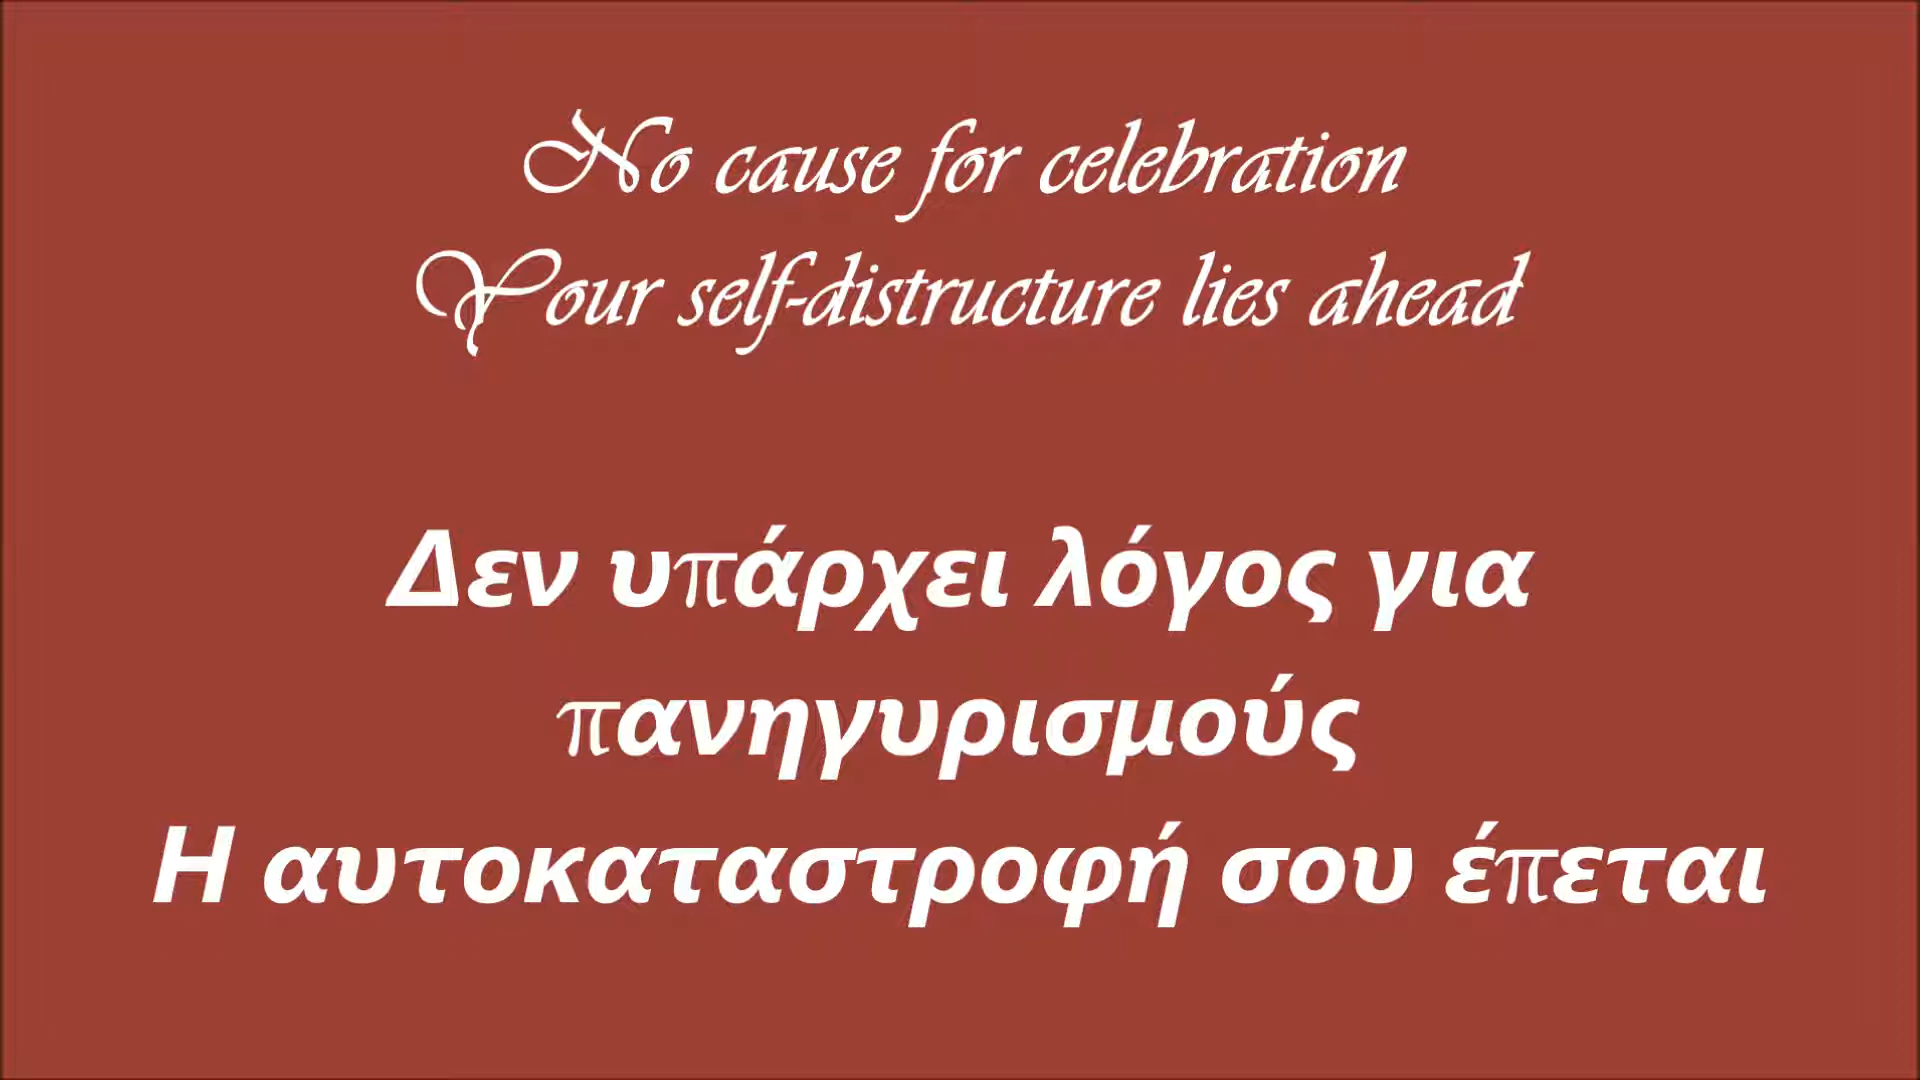 No cause for celebration
Your self-distructure lies ahead
Δεν υπάρχει λόγος για
πανηγυρισμούς
Η αυτοκαταστροφή σου έπεται